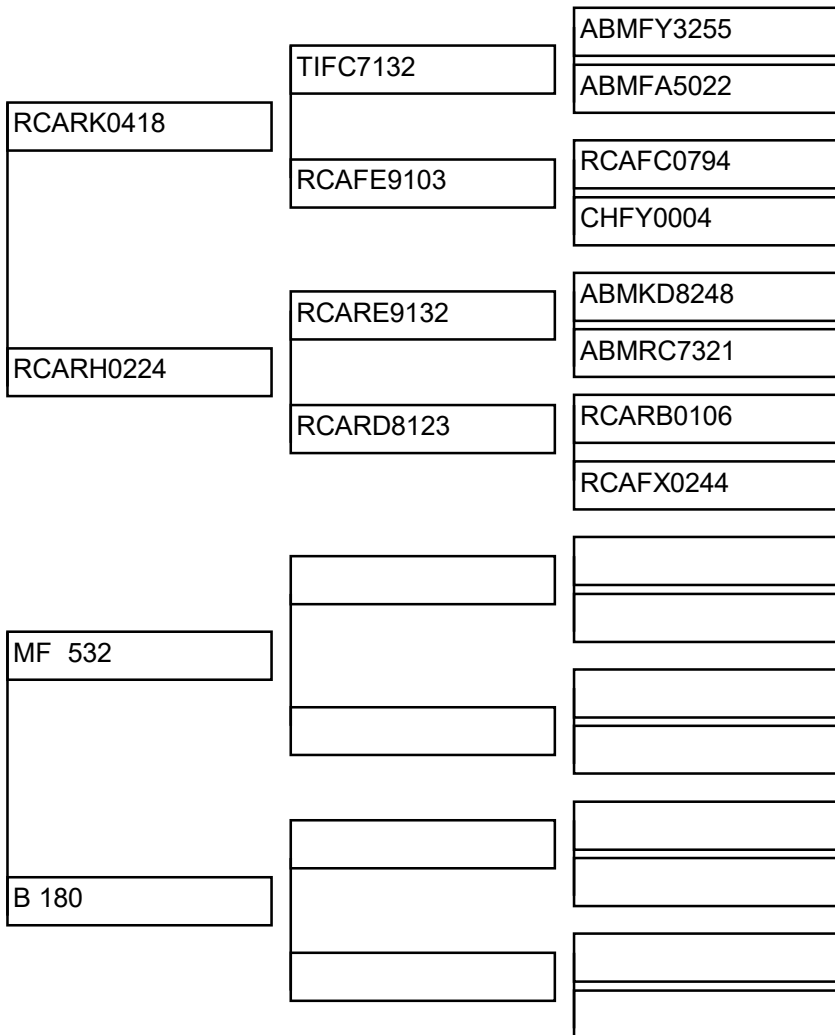 ABMFY3255
TIFC7132
ABMFA5022
RCARK0418
RCAFC0794
RCAFE9103
CHFY0004
ABMKD8248
RCARE9132
ABMRC7321
RCARH0224
RCARB0106
RCARD8123
RCAFX0244
MF  532
B 180